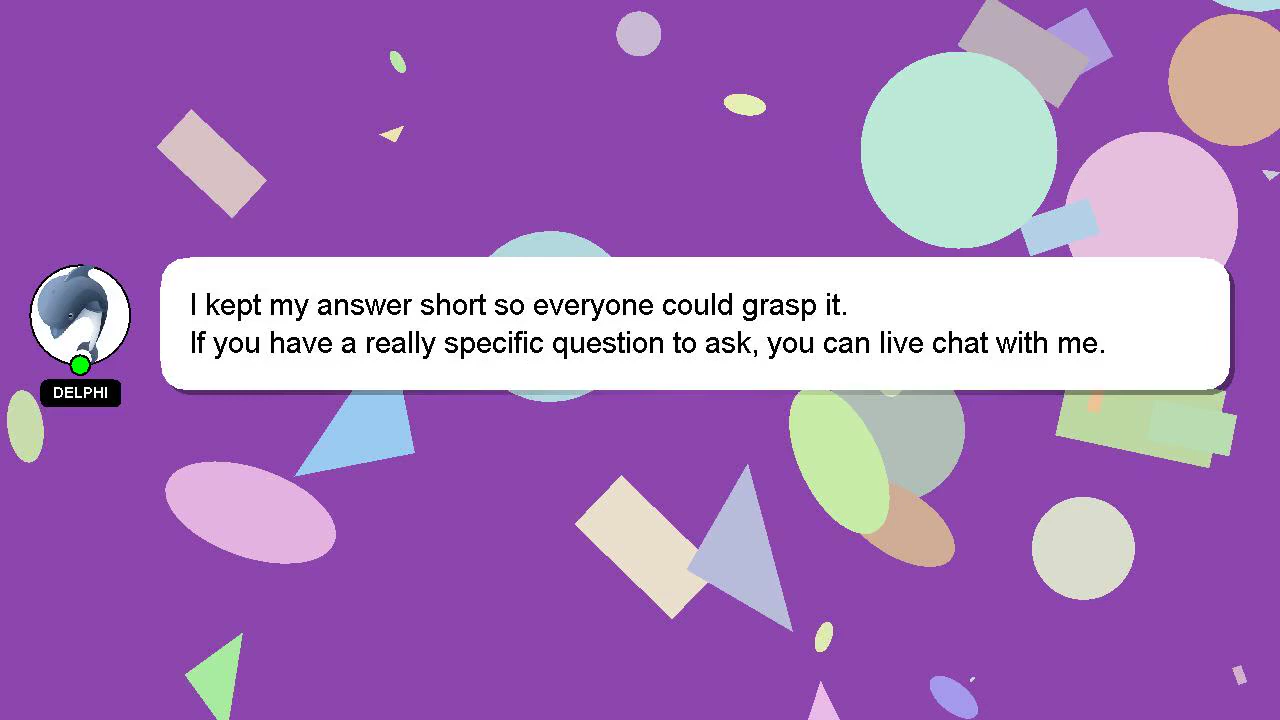 I kept my answer short so everyone could grasp it.
If you have a really specific question to ask, you can live chat with me.
DELPHI